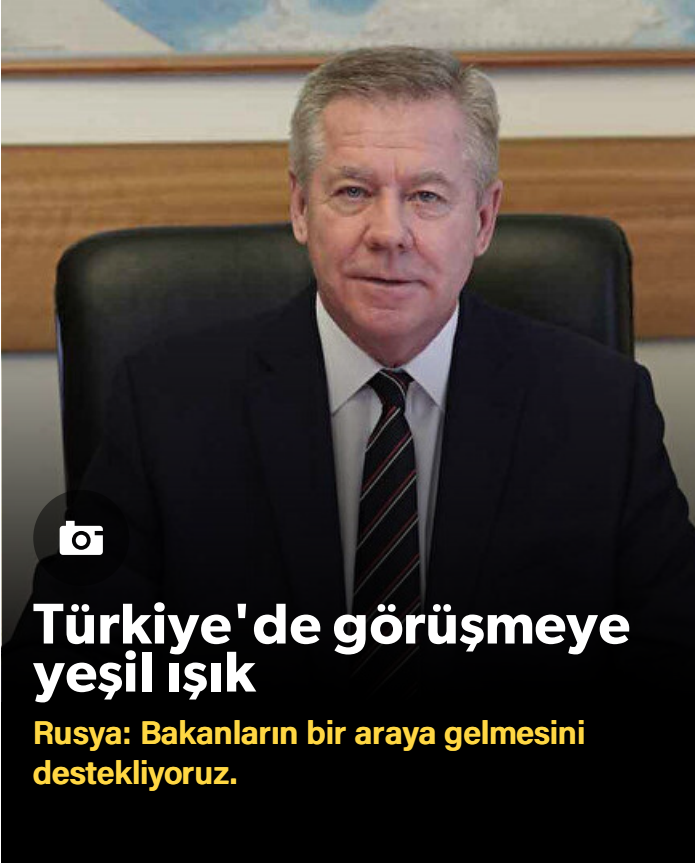 Türkiye'de görüşmeye
yeşil ışık
Rusya: Bakanların bir araya gelmesini
destekliyoruz.